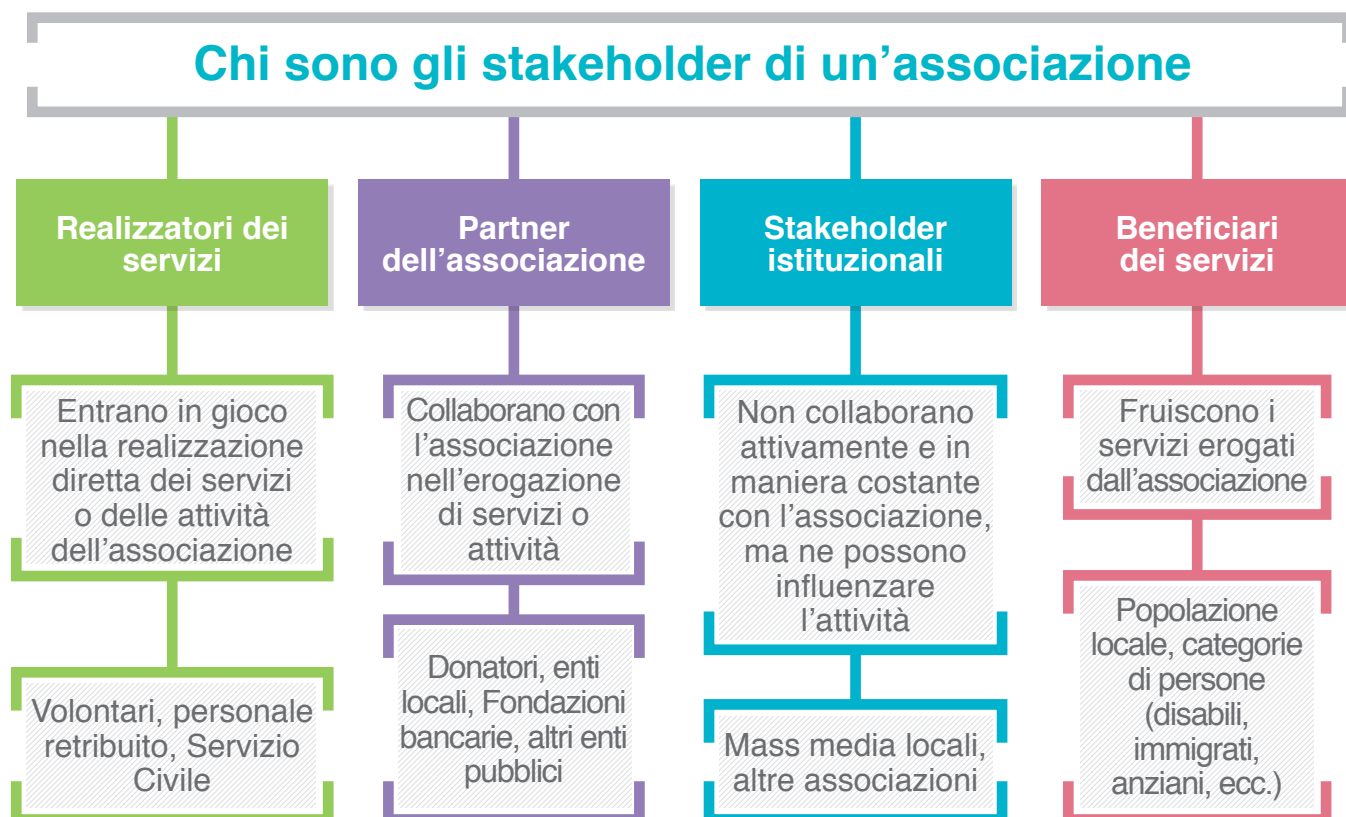 Chi sono gli stakeholder di un'associazione
Realizzatori dei
servizi
Entrano in gioco
nella realizzazione
diretta dei servizi
o delle attività
dell'associazione
Volontari, personale
retribuito, Servizio
Civile
Partner
dell'associazione
Collaborano con
l'associazione
nell'erogazione
di servizi o
attività
Donatori, enti
locali, Fondazioni
bancarie, altri enti
pubblici
Stakeholder
istituzionali
Non collaborano
attivamente e in
maniera costante
con l'associazione,
ma ne possono
influenzare
l'attività
Mass media locali,
altre associazioni
Beneficiari
dei servizi
Fruiscono i
servizi erogati
dall'associazione
Popolazione
locale, categorie
di persone
(disabili,
immigrati,
anziani, ecc.)